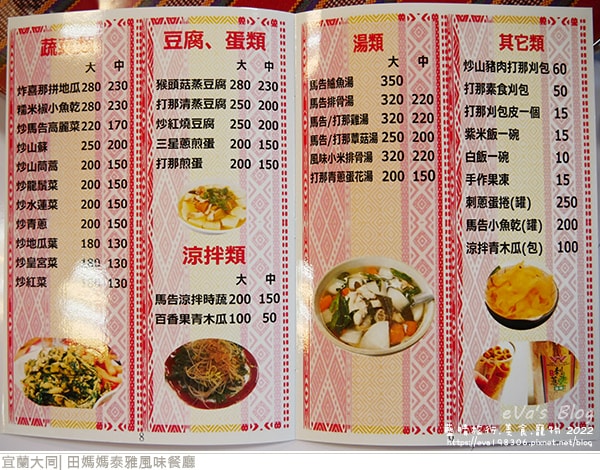 蔬菜類
大 中
炸喜那拼地瓜 280 230
糯米椒小魚乾 280 230
炒馬告高麗菜 220 170
炒山蘇 250 200
炒山茼蒿 200 150
炒龍鬚菜 200 150
炒水蓮菜 200 150
炒青蔥 200 150
炒地瓜葉 180 130
炒皇宮菜 180 130
炒紅菜 180 130
豆腐、蛋類
大 中
猴頭菇蒸豆腐 280 230
打那清蒸豆腐 250 200
炒紅燒豆腐 250 200
三星蔥煎蛋 200 150
打那煎蛋 200 150
涼拌類
大 中
馬告涼拌時蔬 200 150
百香果青木瓜 100 50
8
湯類
大 中
馬告鱸魚湯 350
馬告排骨湯 320 220
馬告/打那雞湯 320 220
馬告/打那蕈菇湯 250 200
風味小米排骨湯 320 220
打那青蔥蛋花湯 200 150
其它類
炒山豬肉打那刈包 60
打那素食刈包 50
打那刈包皮一個 15
紫米飯一碗 15
白飯一碗 10
手作果凍 15
刺蔥蛋捲(罐) 250
馬告小魚乾(罐) 200
涼拌青木瓜(包) 100
eVa's Blog
美食寵物 2022
https://eva198306.pixnet.net/blog
宜蘭大同| 田媽媽泰雅風味餐廳